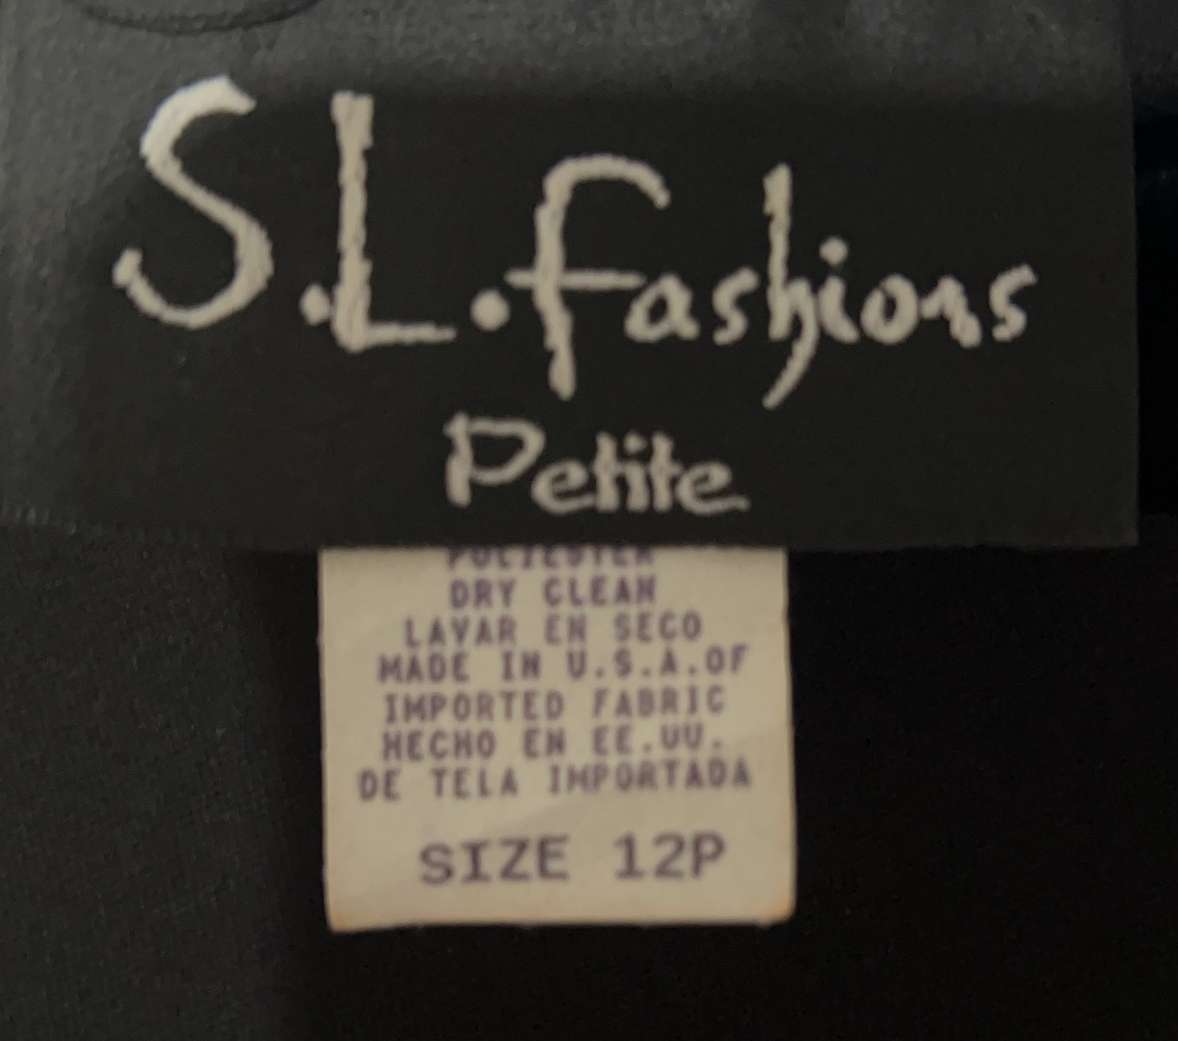 S.L. fashions
Petite
POLIESTER
DRY CLEAN
LAVAR EN SECO
MADE IN U.S.A.OF
IMPORTED FABRIC
HECHO EN EE.UU.
DE TELA IMPORTADA
SIZE 12P